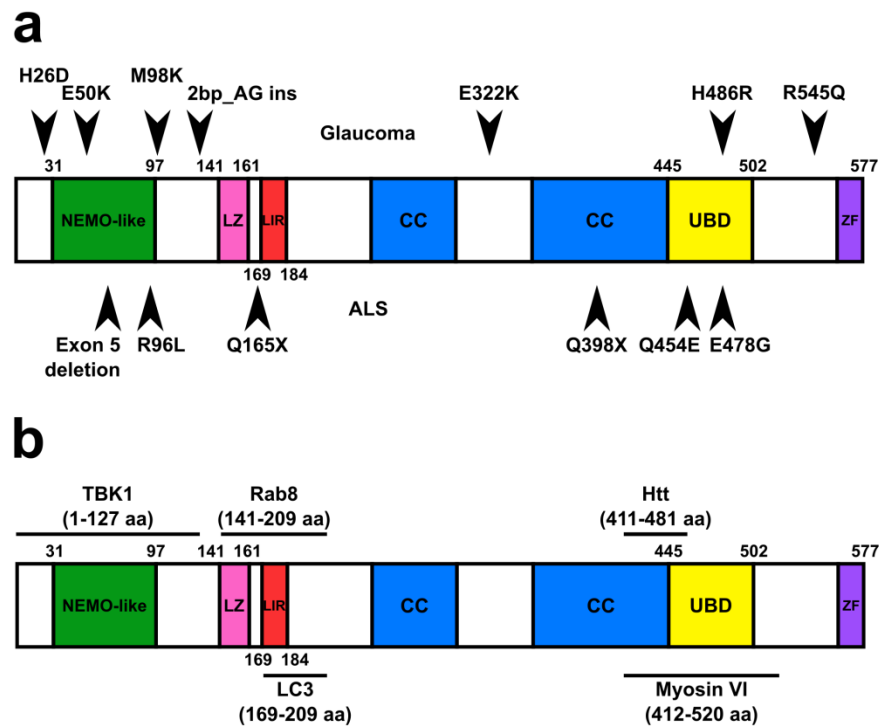 a
H26D
E50K
M98K
2bp_AG ins
E322K
H486R
R545Q
Glaucoma
31 97 141 161 445 502 577
NEMO-like LZ LIR CC CC UBD ZF
169 184
ALS
Exon 5
deletion
R96L
Q165X
Q398X
Q454E
E478G
b
TBK1
(1-127 aa)
Rab8
(141-209 aa)
Htt
(411-481 aa)
31 97 141 161 445 502 577
NEMO-like LZ LIR CC CC UBD ZF
169 184
LC3
(169-209 aa)
Myosin VI
(412-520 aa)